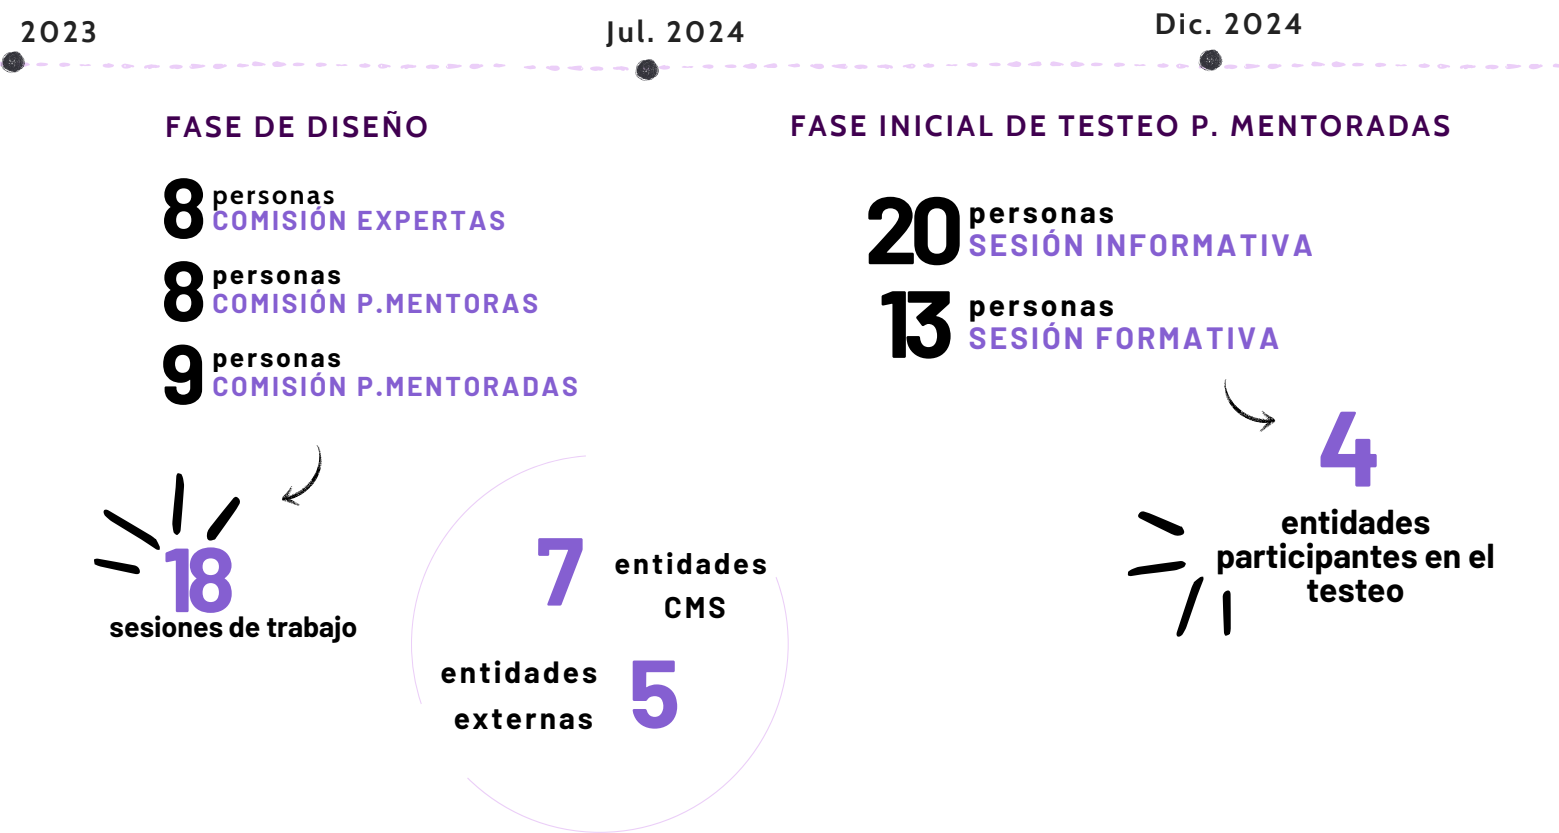 2023
Jul. 2024
Dic. 2024
FASE DE DISEÑO
8 personas
COMISIÓN EXPERTAS
8 personas
COMISIÓN P.MENTORAS
9 personas
COMISIÓN P.MENTORADAS
18
sesiones de trabajo
7 entidades
CMS
entidades 5
externas
FASE INICIAL DE TESTEO P. MENTORADAS
20 personas
SESIÓN INFORMATIVA
13 personas
SESIÓN FORMATIVA
4
entidades
participantes en el
testeo